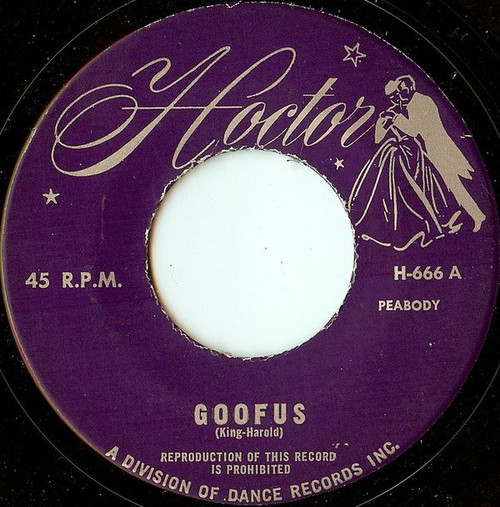 Hoctor
45 R.P.M.
H-666 A
PEABODY
GOOFUS
(King-Harold)
REPRODUCTION OF THIS RECORD
IS PROHIBITED
A DIVISION OF DANCE RECORDS INC.